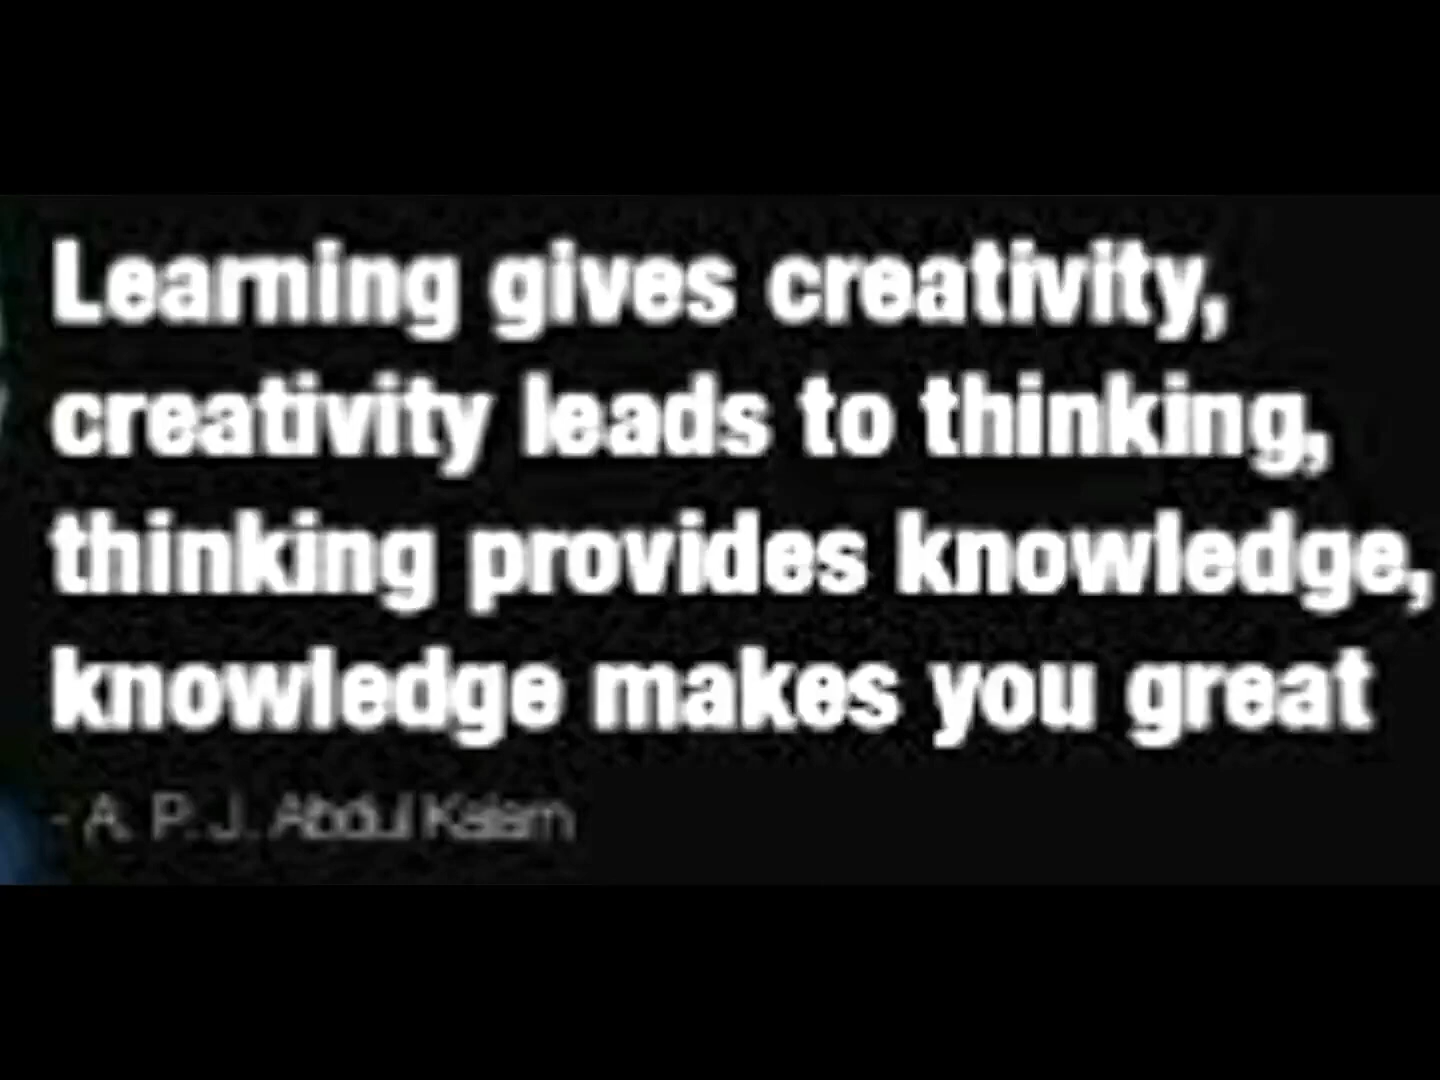 Learning gives creativity,
creativity leads to thinking,
thinking provides knowledge,
knowledge makes you great
- A. P. J. Abdul Kalam